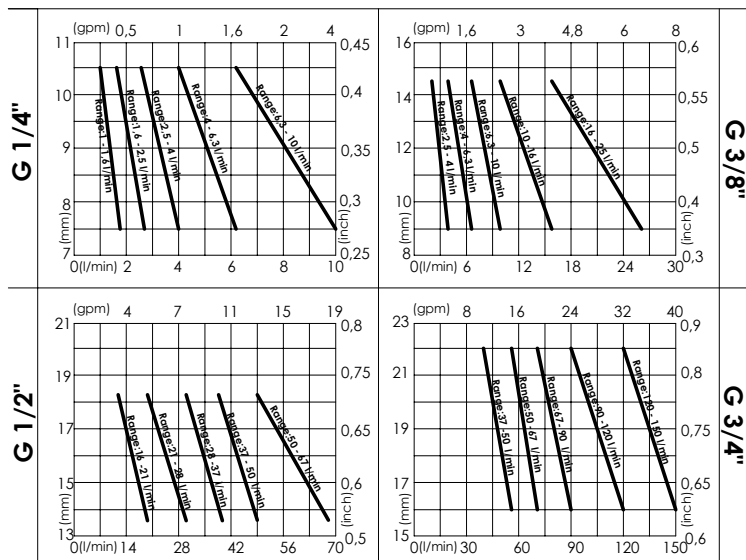 G 1/4"
(gpm) 0,5 1 1,6 2 4
11
10
9
8
7
(mm)
0,45
0,4
0,35
0,3
0,25
(inch)
0(l/min) 2 4 6 8 10
Range:1 - 1,6 l/min
Range:1,6 - 2,5 l/min
Range:2,5 - 4 l/min
Range:4 - 6,3 l/min
Range:6,3 - 10 l/min
G 3/8"
(gpm) 1,6 3 4,8 6 8
16
14
12
10
8
(mm)
0,6
0,55
0,5
0,4
0,3
(inch)
0(l/min) 6 12 18 24 30
Range:2,5 - 4 l/min
Range:4 - 6,3 l/min
Range:6,3 - 10 l/min
Range:10 -16 l/min
Range:16 - 25 l/min
G 1/2"
(gpm) 4 7 11 15 19
21
19
17
15
13
(mm)
0,8
0,75
0,65
0,6
0,5
(inch)
0(l/min) 14 28 42 56 70
Range:16 -21 l/min
Range:21 - 28 l/min
Range:28 -37 l/min
Range:37 - 50 l/min
Range:50 - 67 l/min
G 3/4"
(gpm) 8 16 24 32 40
23
21
19
16
15
(mm)
0,9
0,85
0,75
0,65
0,6
(inch)
0(l/min) 30 60 90 120 150
Range:37 -50 l/min
Range:50 -67 l/min
Range:67 - 90 l/min
Range:90 -120 l/min
Range:120 - 150 l/min